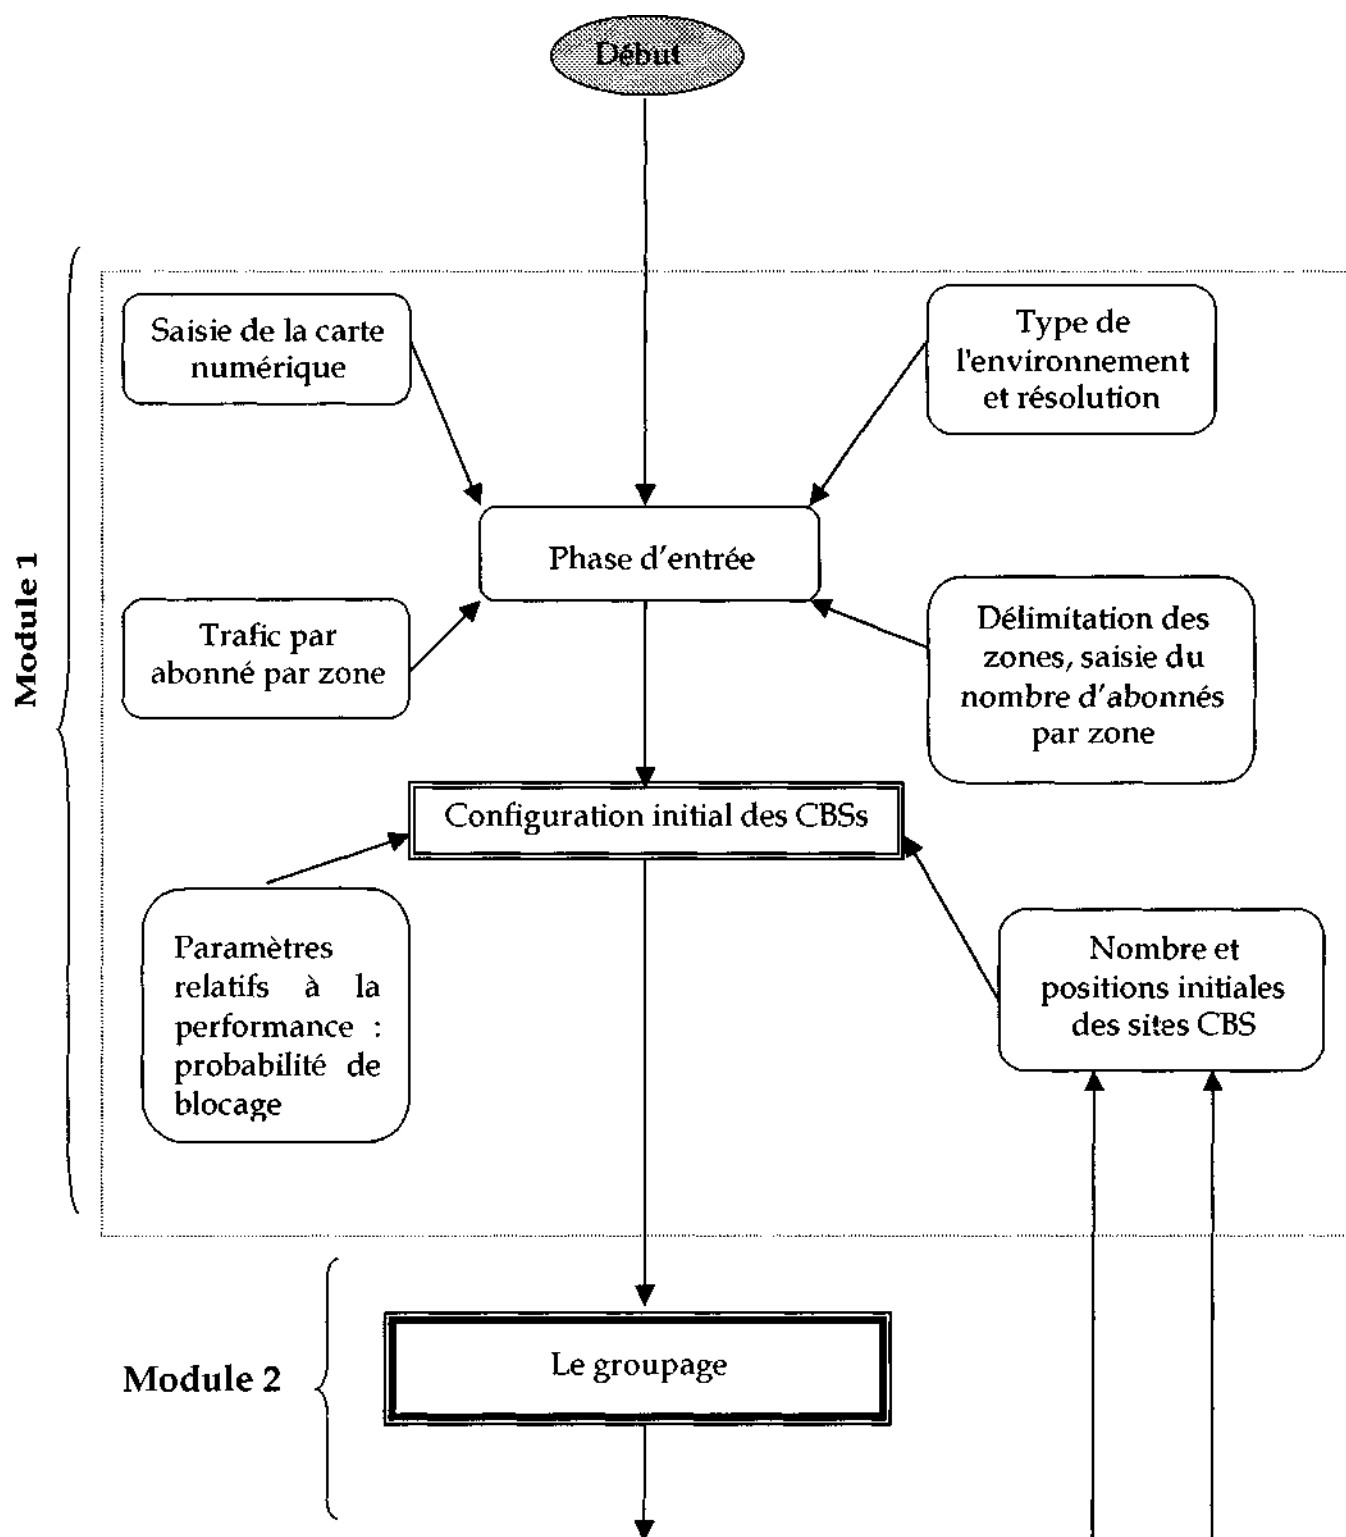 Début
Saisie de la carte
numérique
Type de
l'environnement
et résolution
Phase d'entrée
Module 1
Trafic par
abonné par zone
Délimitation des
zones, saisie du
nombre d'abonnés
par zone
Configuration initial des CBSs
Paramètres
relatifs à la
performance :
probabilité de
blocage
Nombre et
positions initiales
des sites CBS
Module 2
Le groupage